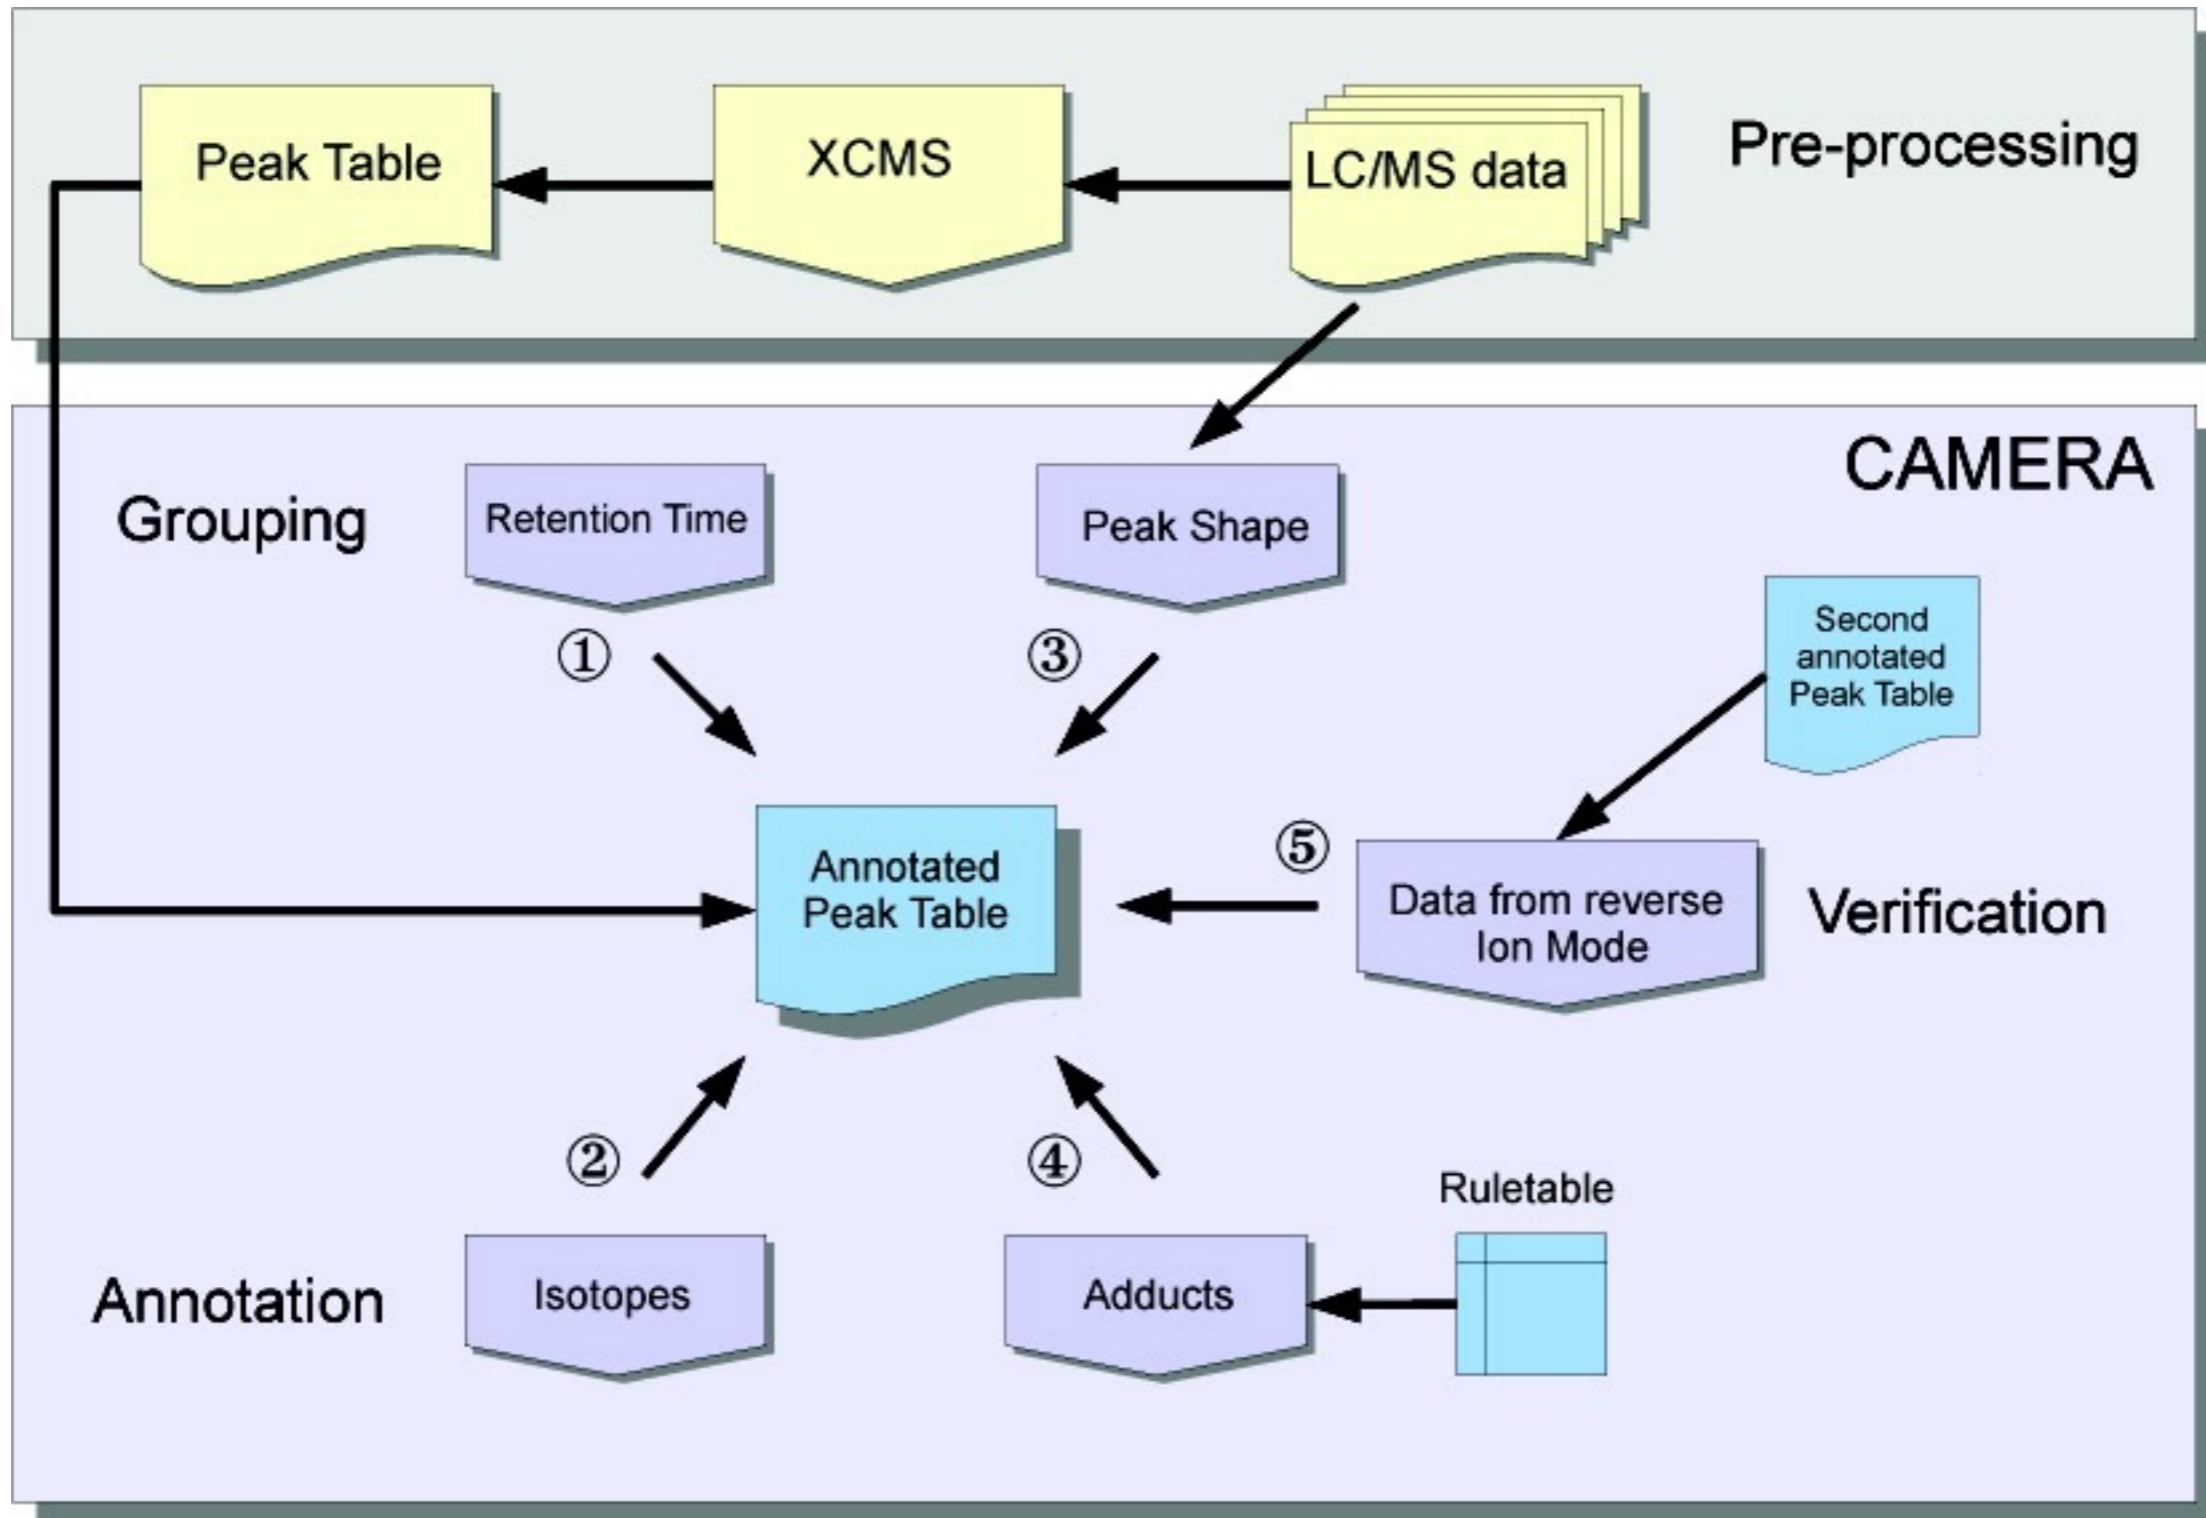 Peak Table
XCMS
LC/MS data
Pre-processing
CAMERA
Grouping
Retention Time
Peak Shape
①
③
Second
annotated
Peak Table
⑤
Annotated
Peak Table
Data from reverse
Ion Mode
Verification
②
④
Ruletable
Annotation
Isotopes
Adducts